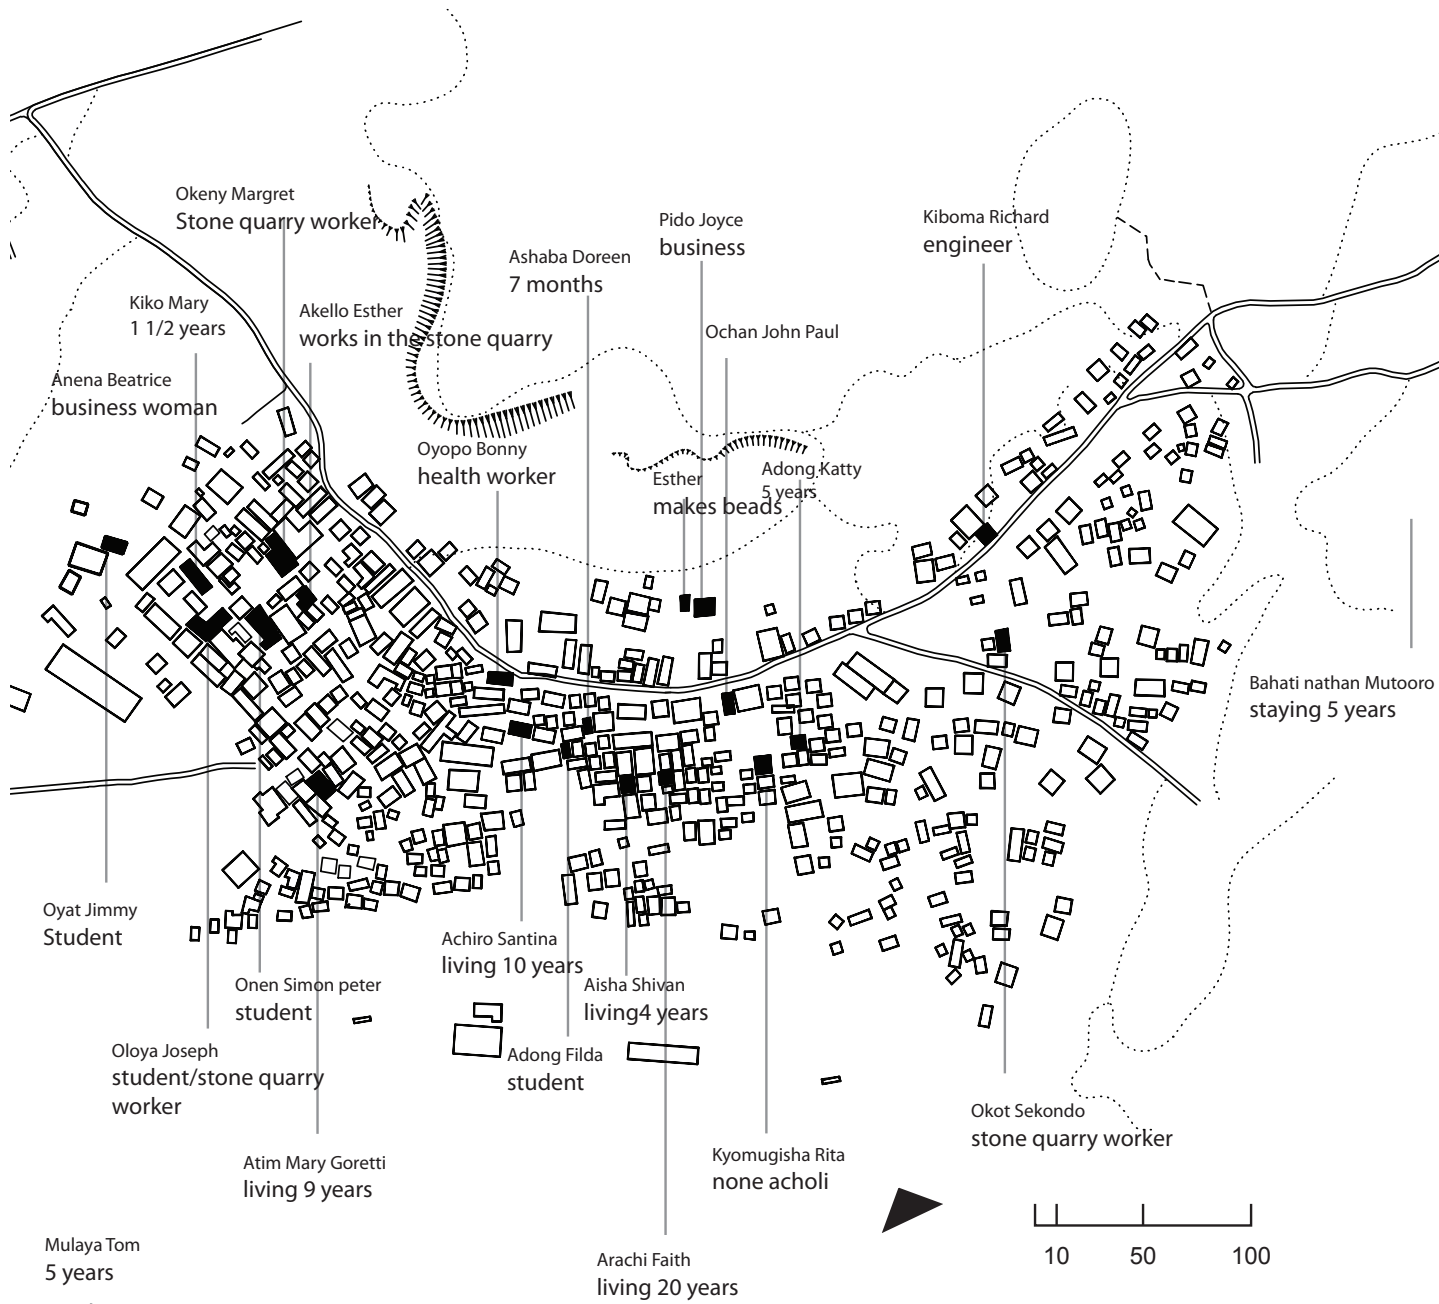 Okeny Margret
Stone quarry worker
Pido Joyce
business
Kiboma Richard
engineer
Ashaba Doreen
7 months
Kiko Mary
1 1/2 years
Akello Esther
works in the stone quarry
Ochan John Paul
Anena Beatrice
business woman
Oyopo Bonny
health worker
Esther
makes beads
Adong Katty
5 years
Bahati nathan Mutooro
staying 5 years
Oyat Jimmy
Student
Achiro Santina
living 10 years
Onen Simon peter
student
Aisha Shivan
living4 years
Oloya Joseph
student/stone quarry
worker
Adong Filda
student
Okot Sekondo
stone quarry worker
Atim Mary Goretti
living 9 years
Kyomugisha Rita
none acholi
Mulaya Tom
5 years
Arachi Faith
living 20 years
10 50 100